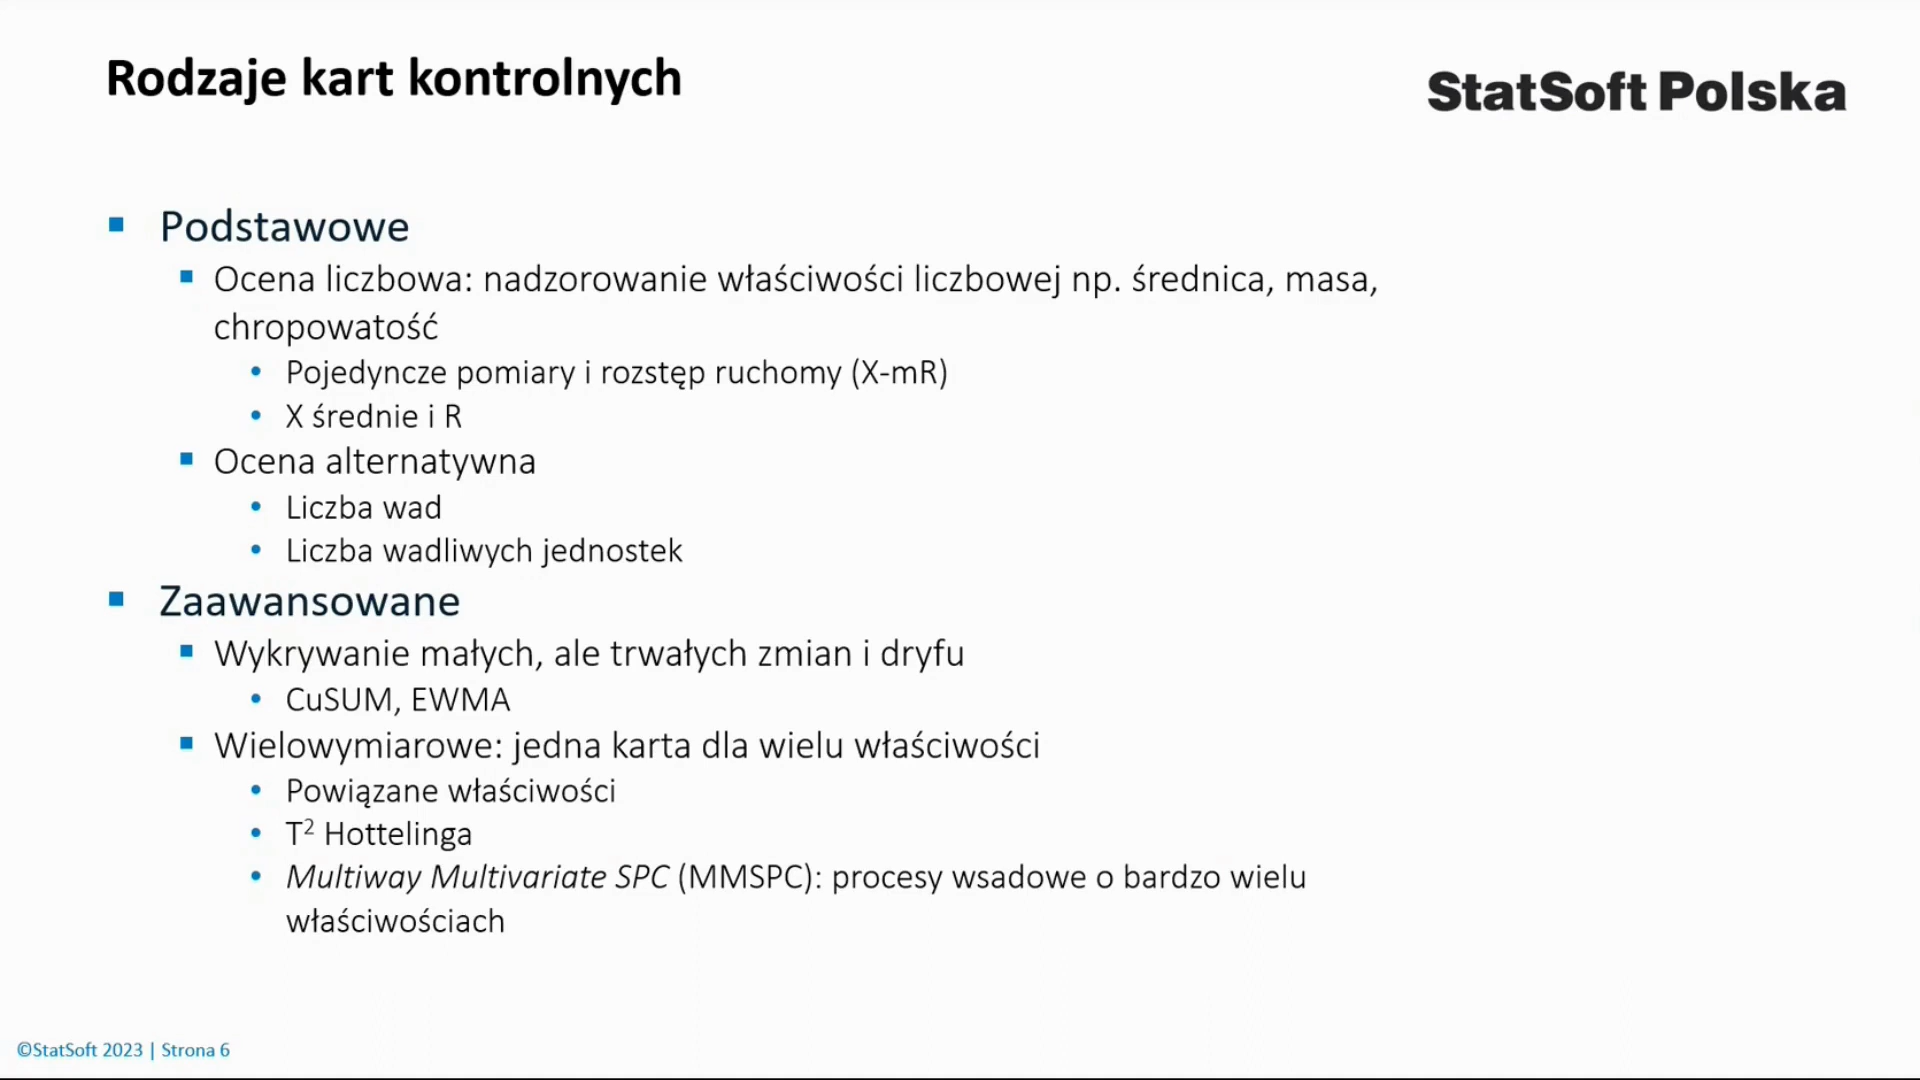 Rodzaje kart kontrolnych
StatSoft Polska
Podstawowe
Ocena liczbowa: nadzorowanie właściwości liczbowej np. średnica, masa,
chropowatość
Pojedyncze pomiary i rozstęp ruchomy (X-mR)
X średnie i R
Ocena alternatywna
Liczba wad
Liczba wadliwych jednostek
Zaawansowane
Wykrywanie małych, ale trwałych zmian i dryfu
CuSUM, EWMA
Wielowymiarowe: jedna karta dla wielu właściwości
Powiązane właściwości
T² Hottelinga
Multiway Multivariate SPC (MMSPC): procesy wsadowe o bardzo wielu
właściwościach
©StatSoft 2023 | Strona 6